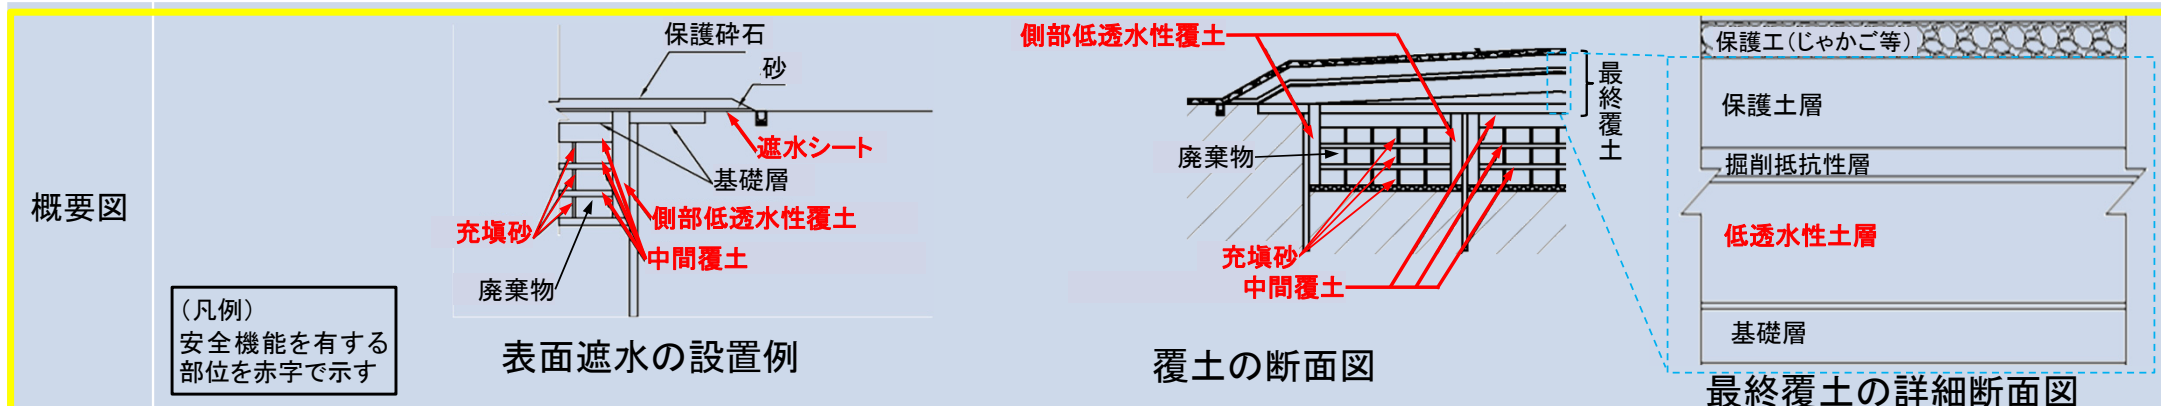 概要図
(凡例)
安全機能を有する
部位を赤字で示す
保護砕石
砂
遮水シート
基礎層
側部低透水性覆土
充塡砂
中間覆土
廃棄物
表面遮水の設置例
側部低透水性覆土
最終覆土
廃棄物
充塡砂
中間覆土
覆土の断面図
保護工(じゃかご等)
保護土層
掘削抵抗性層
低透水性土層
基礎層
最終覆土の詳細断面図